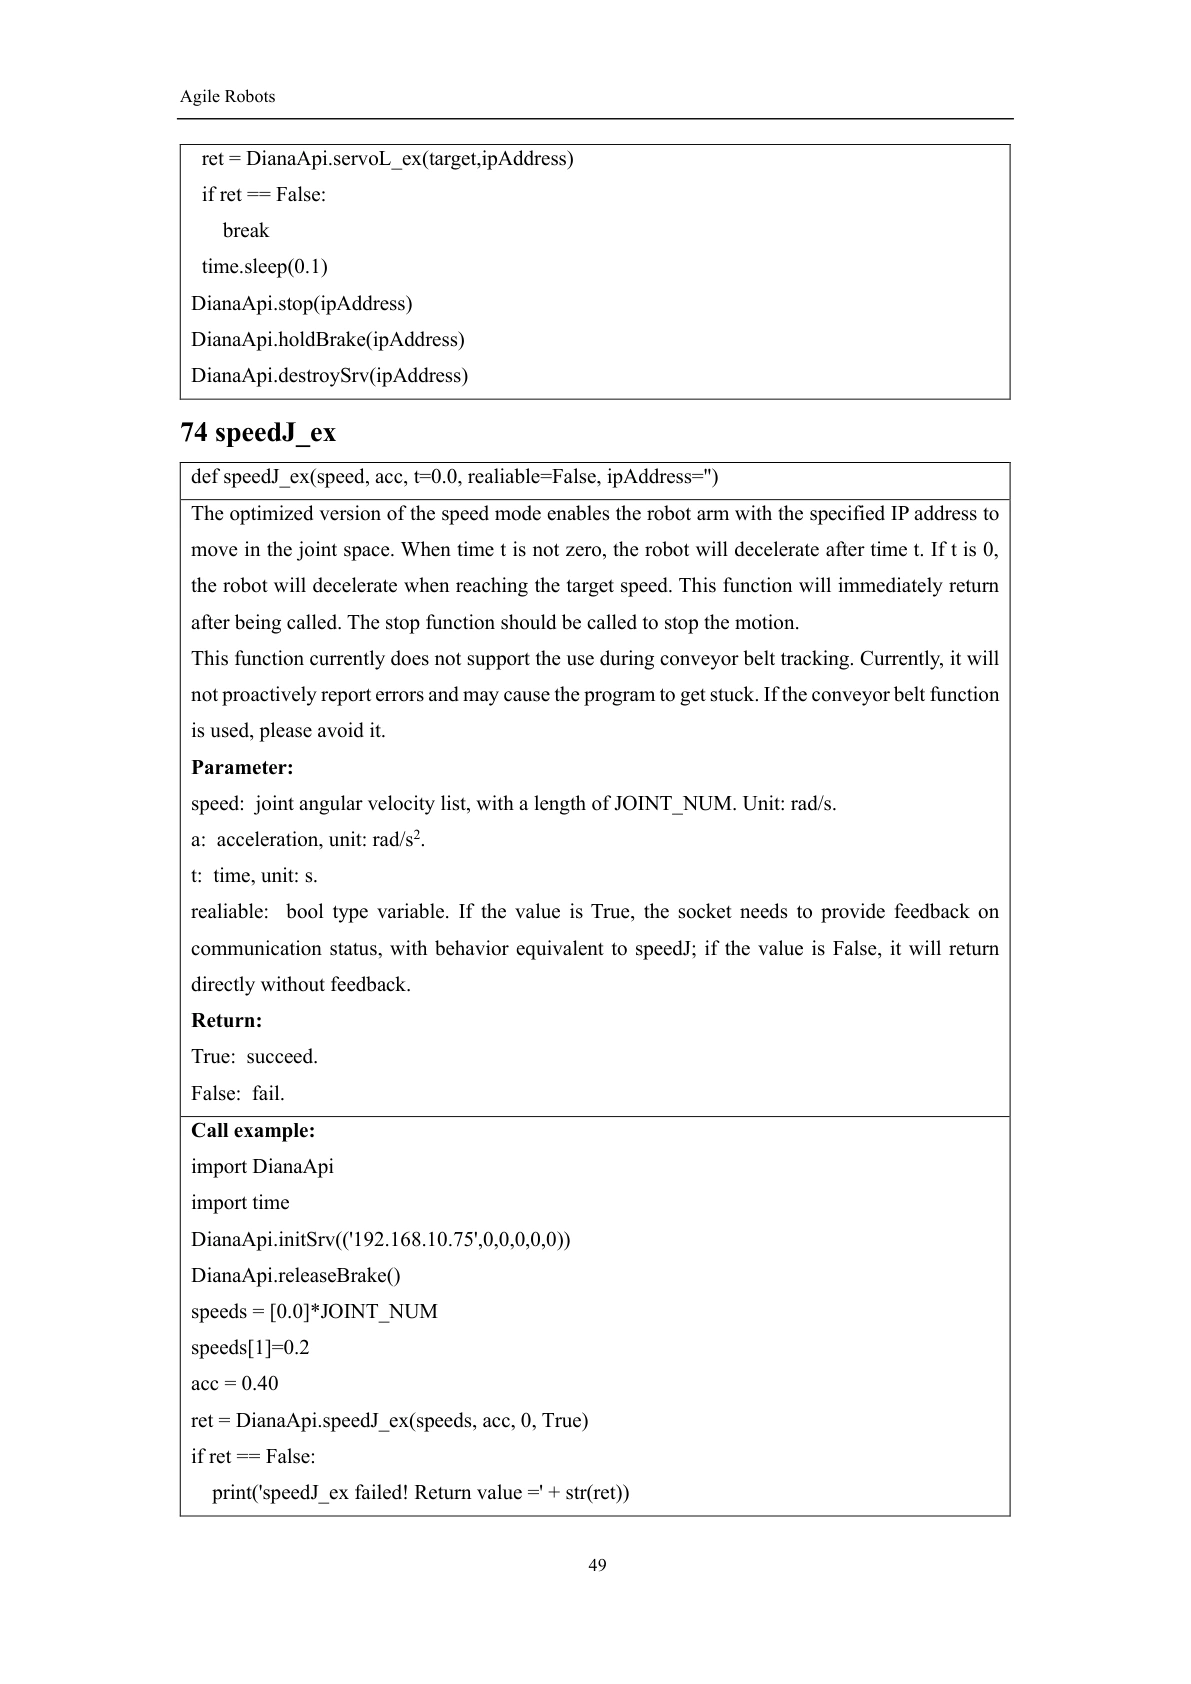 Agile Robots
ret = DianaApi.servoL_ex(target,ipAddress)
if ret == False:
break
time.sleep(0.1)
DianaApi.stop(ipAddress)
DianaApi.holdBrake(ipAddress)
DianaApi.destroySrv(ipAddress)
74 speedJ_ex
def speedJ_ex(speed, acc, t=0.0, realiable=False, ipAddress='')
The optimized version of the speed mode enables the robot arm with the specified IP address to
move in the joint space. When time t is not zero, the robot will decelerate after time t. If t is 0,
the robot will decelerate when reaching the target speed. This function will immediately return
after being called. The stop function should be called to stop the motion.
This function currently does not support the use during conveyor belt tracking. Currently, it will
not proactively report errors and may cause the program to get stuck. If the conveyor belt function
is used, please avoid it.
Parameter:
speed: joint angular velocity list, with a length of JOINT_NUM. Unit: rad/s.
a: acceleration, unit: rad/s².
t: time, unit: s.
realiable: bool type variable. If the value is True, the socket needs to provide feedback on
communication status, with behavior equivalent to speedJ; if the value is False, it will return
directly without feedback.
Return:
True: succeed.
False: fail.
Call example:
import DianaApi
import time
DianaApi.initSrv(('192.168.10.75',0,0,0,0,0))
DianaApi.releaseBrake()
speeds = [0.0]*JOINT_NUM
speeds[1]=0.2
acc = 0.40
ret = DianaApi.speedJ_ex(speeds, acc, 0, True)
if ret == False:
print('speedJ_ex failed! Return value =' + str(ret))
49